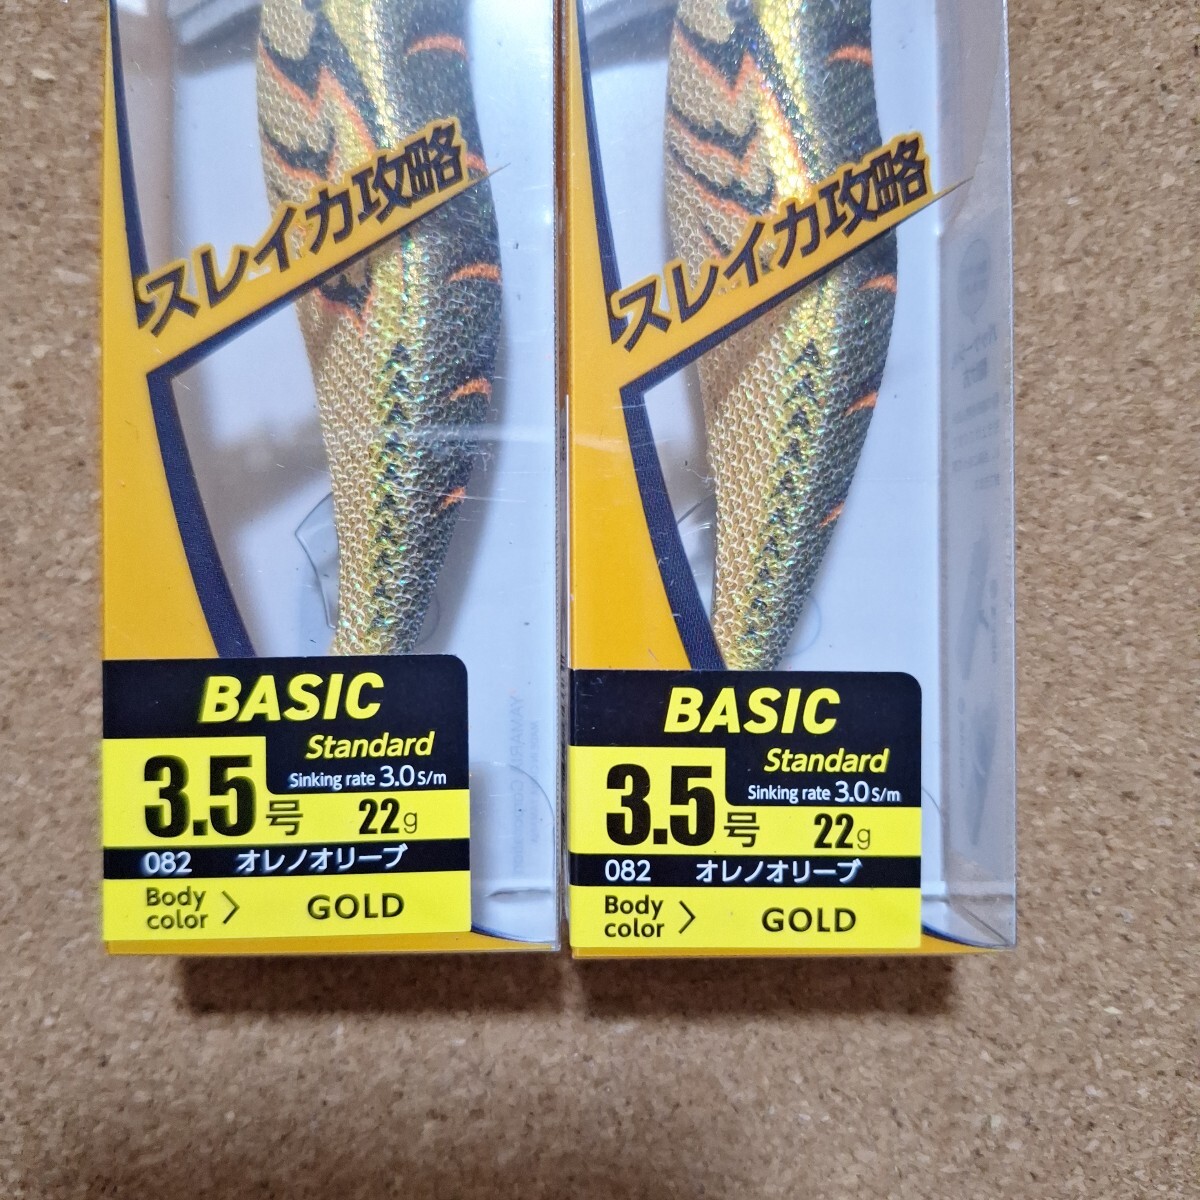 スレイカ攻略
BASIC
Standard
Sinking rate 3.0 S/m
3.5号 22g
082 オレノオリーブ
Body color > GOLD
スレイカ攻略
BASIC
Standard
Sinking rate 3.0 S/m
3.5号 22g
082 オレノオリーブ
Body color > GOLD